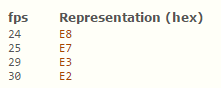 fps Representation (hex)
24 E8
25 E7
29 E3
30 E2